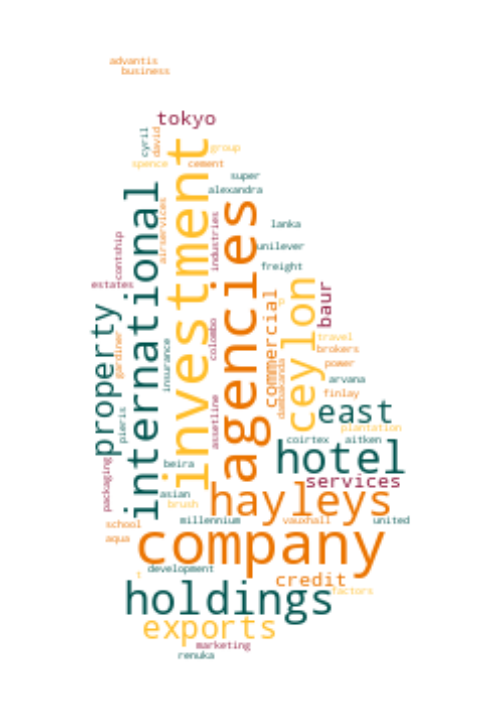 advantis
business
tokyo
cyril
david
group
spence
cement
super
alexandra
international
investment
agencies
airservices
industries
lanka
unilever
contship
freight
estates
baur
ceylon
commercial
property
gardiner
pieris
insurance
colombo
assetline
dambakanda
travel
brokers
power
arvana
finlay
east
plantation
coirtex
aitken
hotel
beira
packaging
services
asian
hayleys
brush
millennium
vauxhall
united
school
aqua
company
development
credit
factors
holdings
exports
marketing
renuka